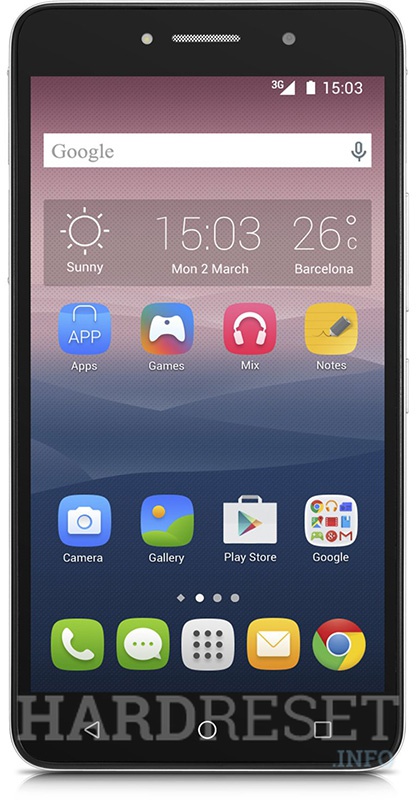 3G 15:03
Google
15:03 26°C
Sunny Mon 2 March Barcelona
APP
Apps Games Mix Notes
Camera Gallery Play Store Google
HARDRESET
.INFO